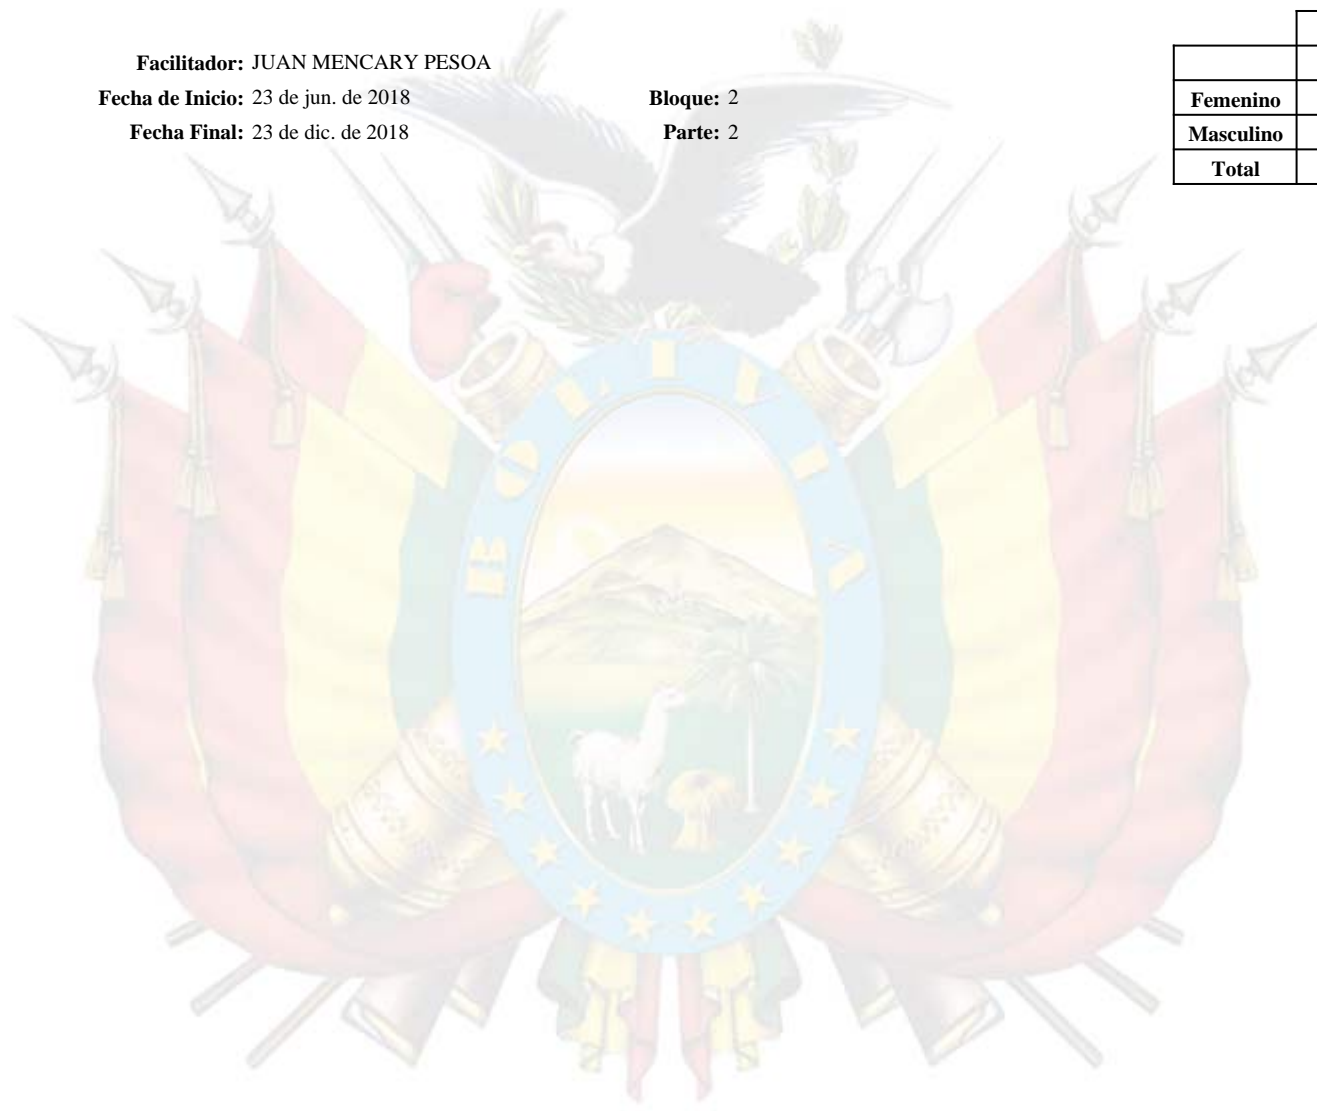 Facilitador: JUAN MENCARY PESOA
Fecha de Inicio: 23 de jun. de 2018 Bloque: 2
Fecha Final: 23 de dic. de 2018 Parte: 2
Femenino
Masculino
Total
BOLIVIA